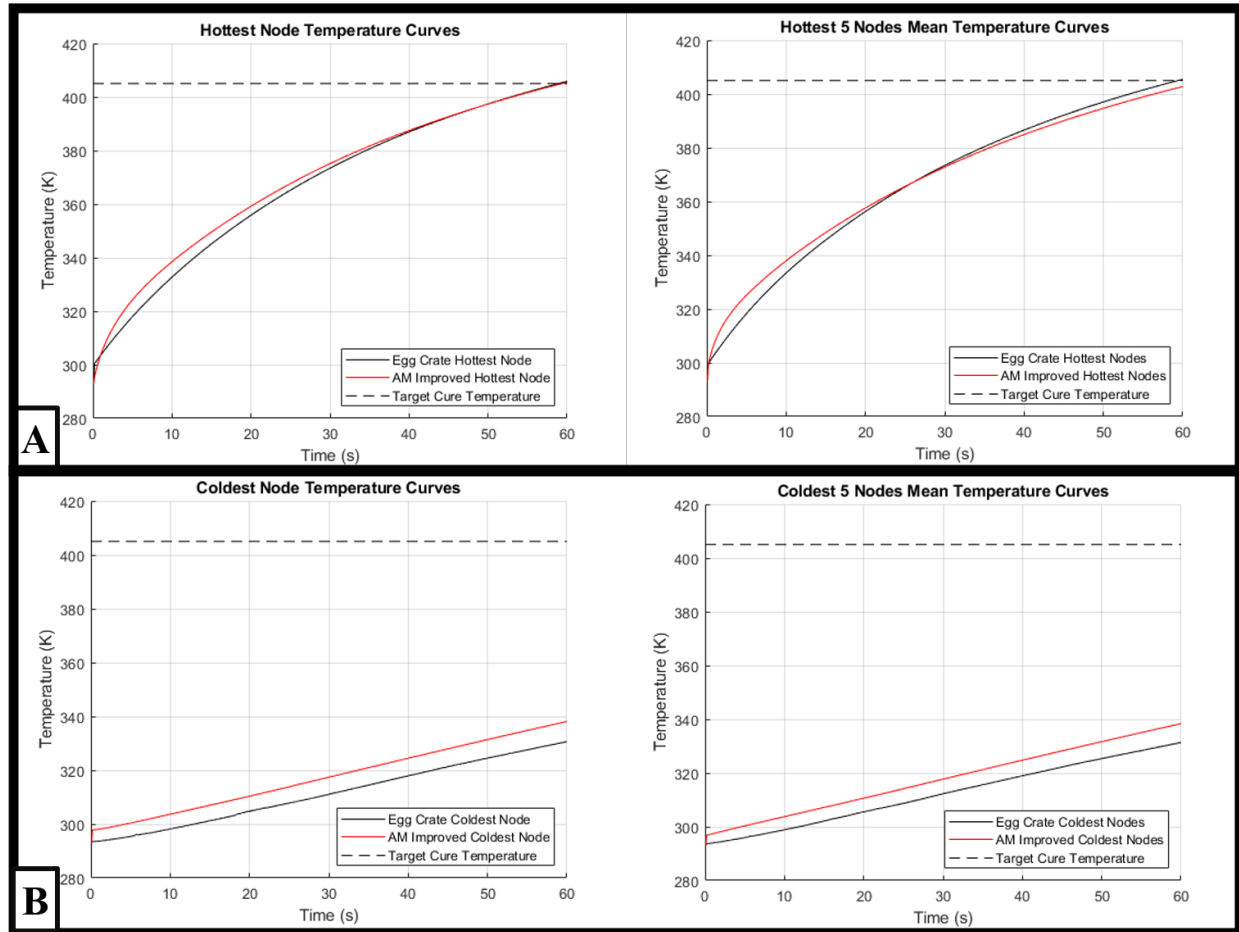 Hottest Node Temperature Curves
420
400
380
360
340
320
300
280
Temperature (K)
0 10 20 30 40 50 60
Time (s)
Egg Crate Hottest Node
AM Improved Hottest Node
Target Cure Temperature
Hottest 5 Nodes Mean Temperature Curves
420
400
380
360
340
320
300
280
Temperature (K)
0 10 20 30 40 50 60
Time (s)
Egg Crate Hottest Nodes
AM Improved Hottest Nodes
Target Cure Temperature
A
Coldest Node Temperature Curves
420
400
380
360
340
320
300
280
Temperature (K)
0 10 20 30 40 50 60
Time (s)
Egg Crate Coldest Node
AM Improved Coldest Node
Target Cure Temperature
Coldest 5 Nodes Mean Temperature Curves
420
400
380
360
340
320
300
280
Temperature (K)
0 10 20 30 40 50 60
Time (s)
Egg Crate Coldest Nodes
AM Improved Coldest Nodes
Target Cure Temperature
B